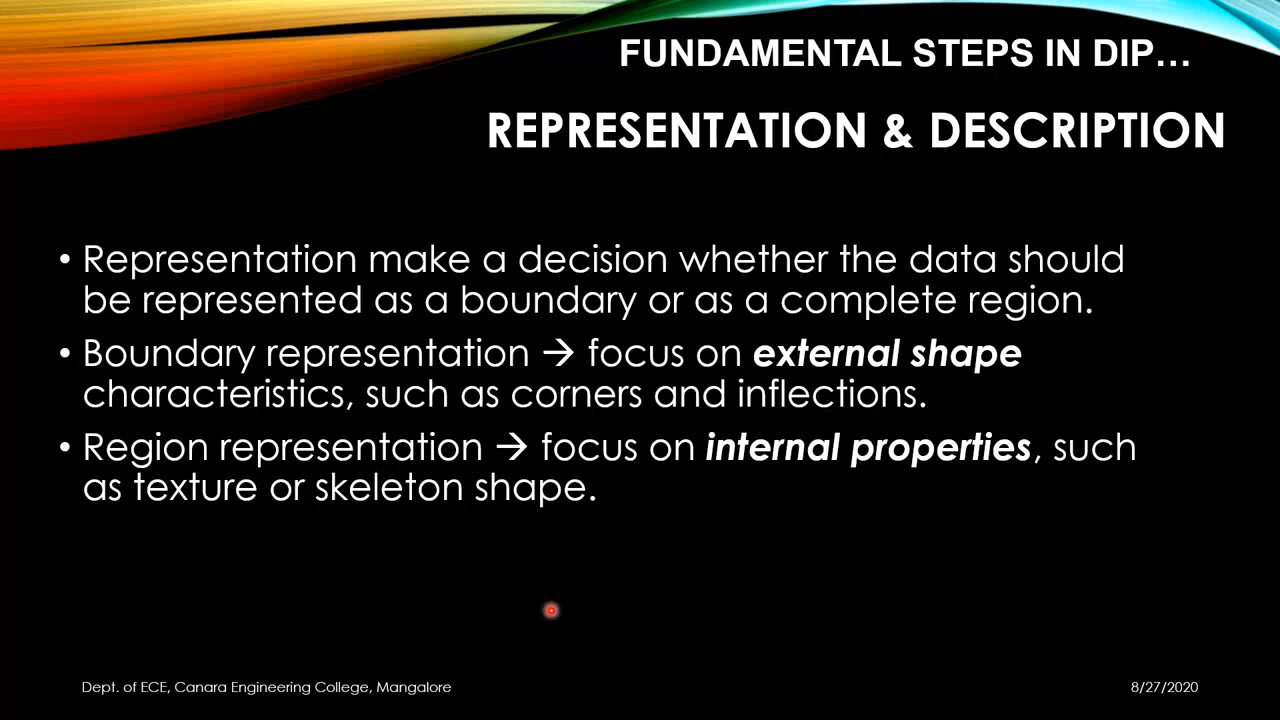 FUNDAMENTAL STEPS IN DIP…
REPRESENTATION & DESCRIPTION
• Representation make a decision whether the data should
be represented as a boundary or as a complete region.
• Boundary representation → focus on external shape
characteristics, such as corners and inflections.
• Region representation → focus on internal properties, such
as texture or skeleton shape.
Dept. of ECE, Canara Engineering College, Mangalore
8/27/2020